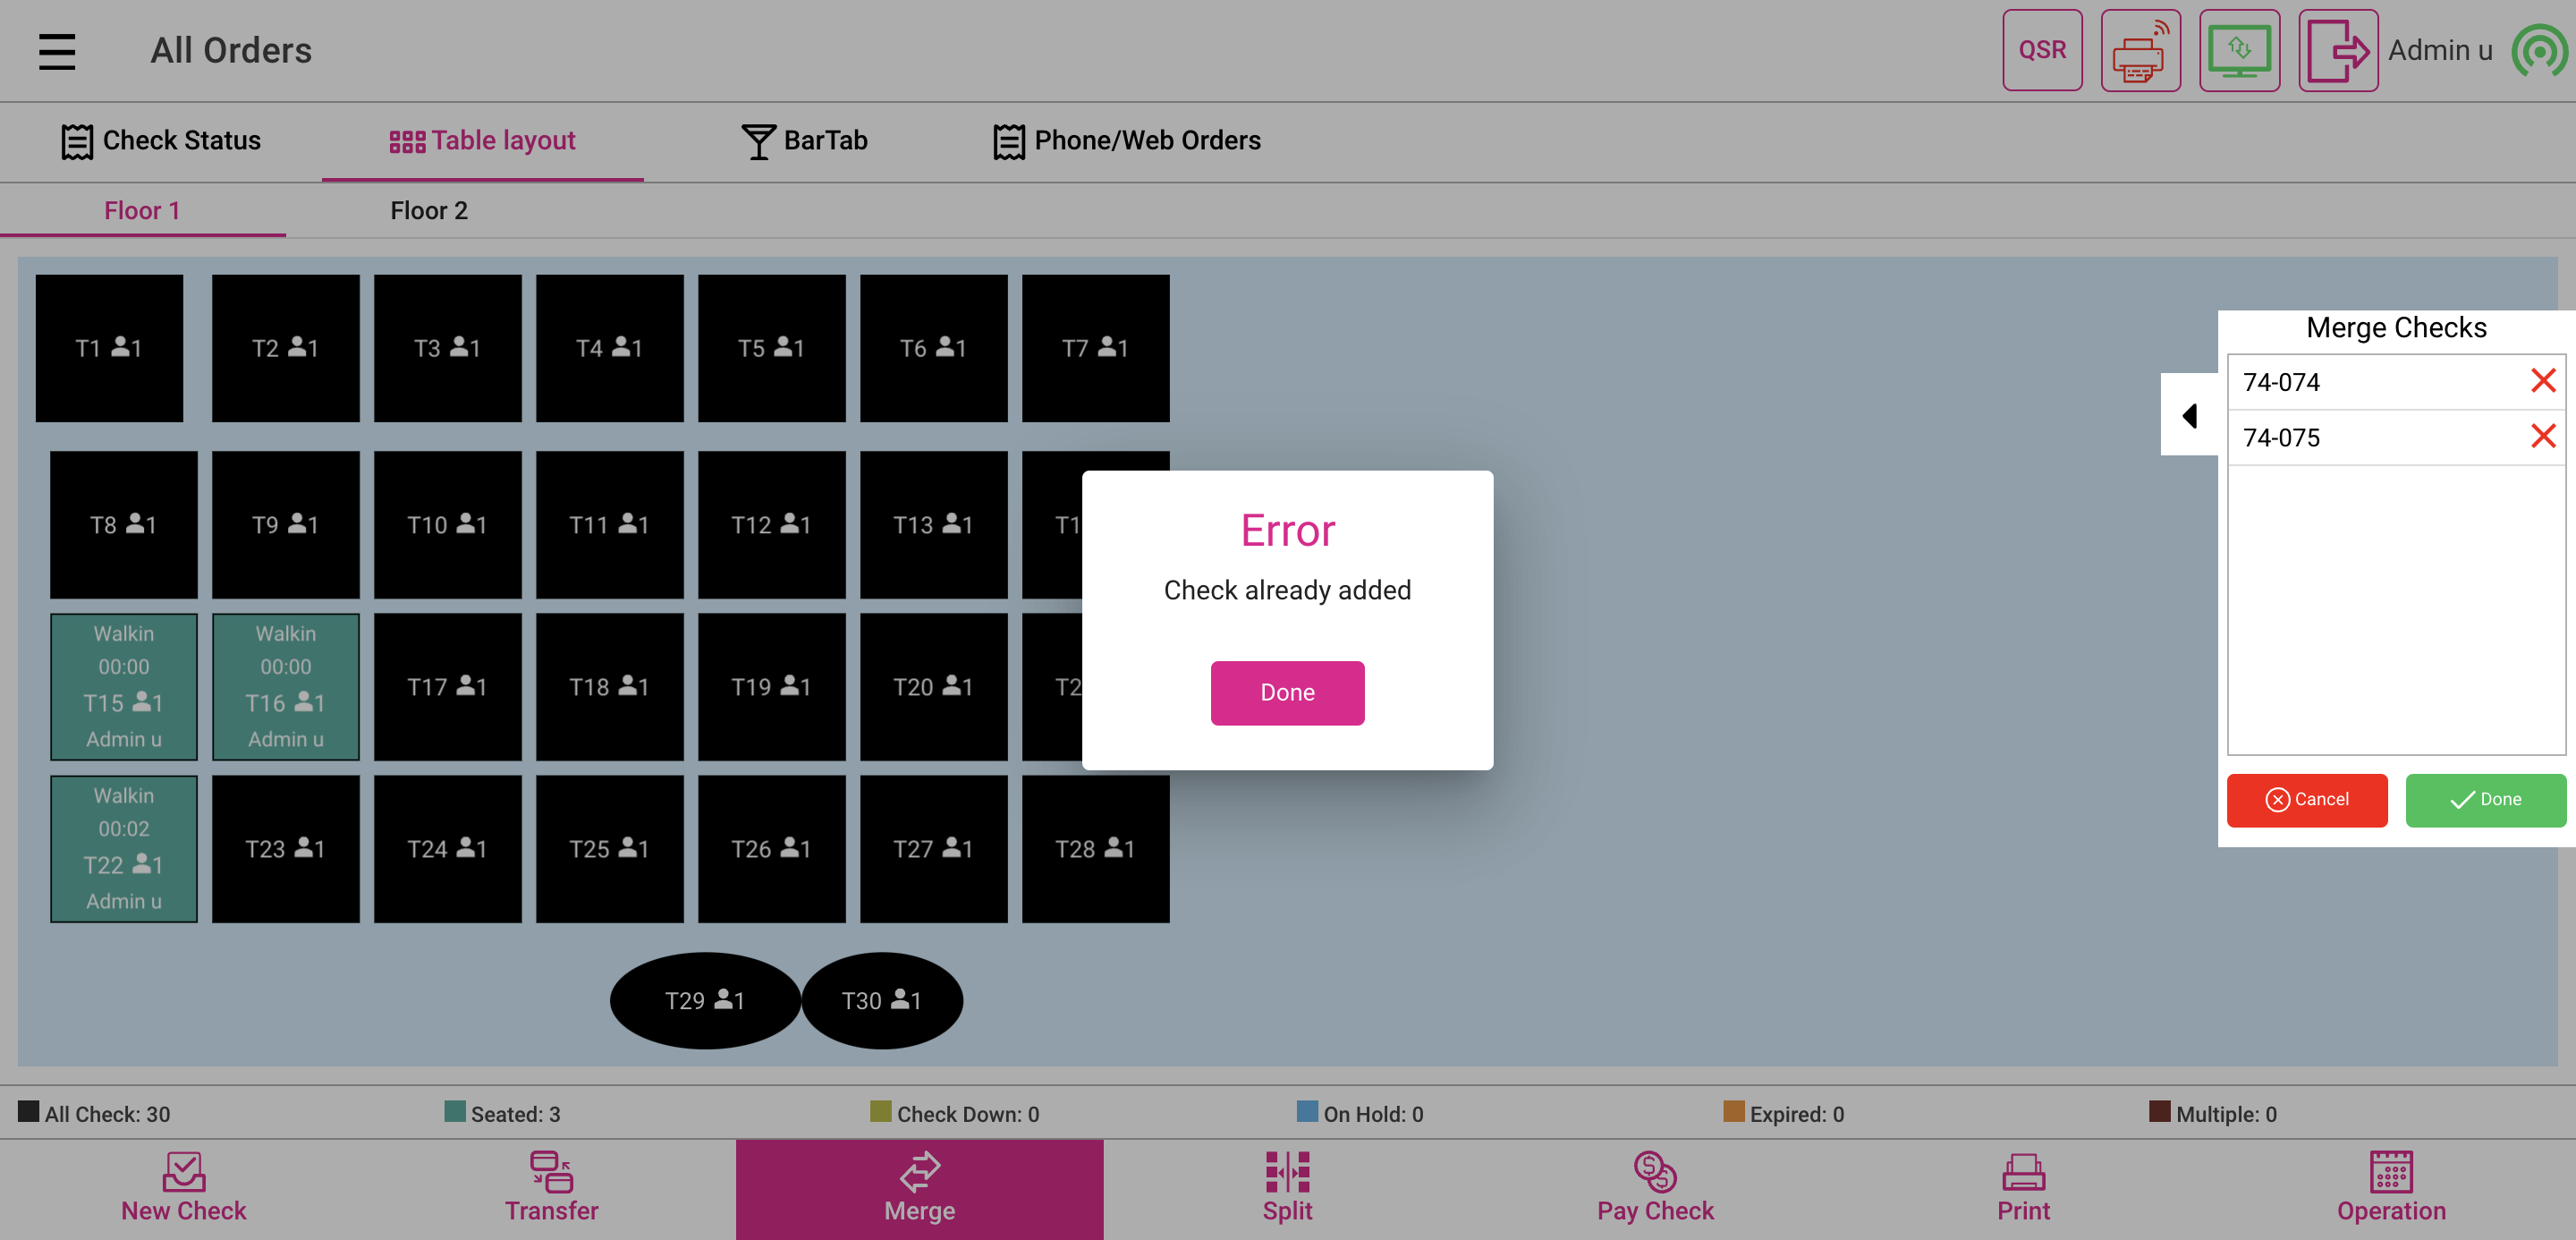 All Orders
QSR
Admin u
Check Status
Table layout
BarTab
Phone/Web Orders
Floor 1
Floor 2
T1 1
T2 1
T3 1
T4 1
T5 1
T6 1
T7 1
Merge Checks
74-074
74-075
T8 1
T9 1
T10 1
T11 1
T12 1
T13 1
T1
Error
Check already added
Done
Walkin
00:00
T15 1
Admin u
Walkin
00:00
T16 1
Admin u
T17 1
T18 1
T19 1
T20 1
T2
Cancel
Done
Walkin
00:02
T22 1
Admin u
T23 1
T24 1
T25 1
T26 1
T27 1
T28 1
T29 1
T30 1
All Check: 30
Seated: 3
Check Down: 0
On Hold: 0
Expired: 0
Multiple: 0
New Check
Transfer
Merge
Split
Pay Check
Print
Operation